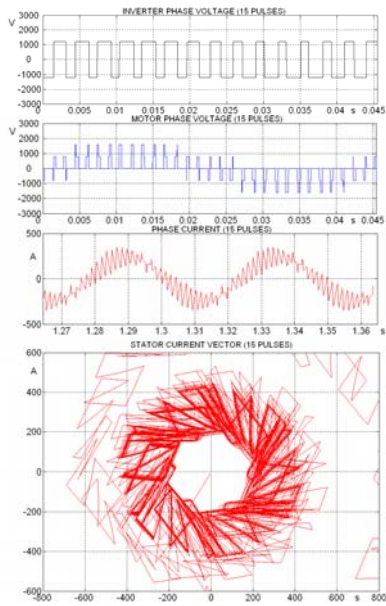 INVERTER PHASE VOLTAGE (15 PULSES)
V
3000
2000
1000
0
-1000
-2000
-3000
0 0.005 0.01 0.015 0.02 0.025 0.03 0.035 0.04 s 0.045
MOTOR PHASE VOLTAGE (15 PULSES)
V
3000
2000
1000
0
-1000
-2000
-3000
0 0.005 0.01 0.015 0.02 0.025 0.03 0.035 0.04 s 0.045
PHASE CURRENT (15 PULSES)
500
A
0
-500
1.27 1.28 1.29 1.3 1.31 1.32 1.33 1.34 1.35 1.36 s
STATOR CURRENT VECTOR (15 PULSES)
600
A
400
200
0
-200
-400
-600
-800 -600 -400 -200 0 200 400 600 s 800